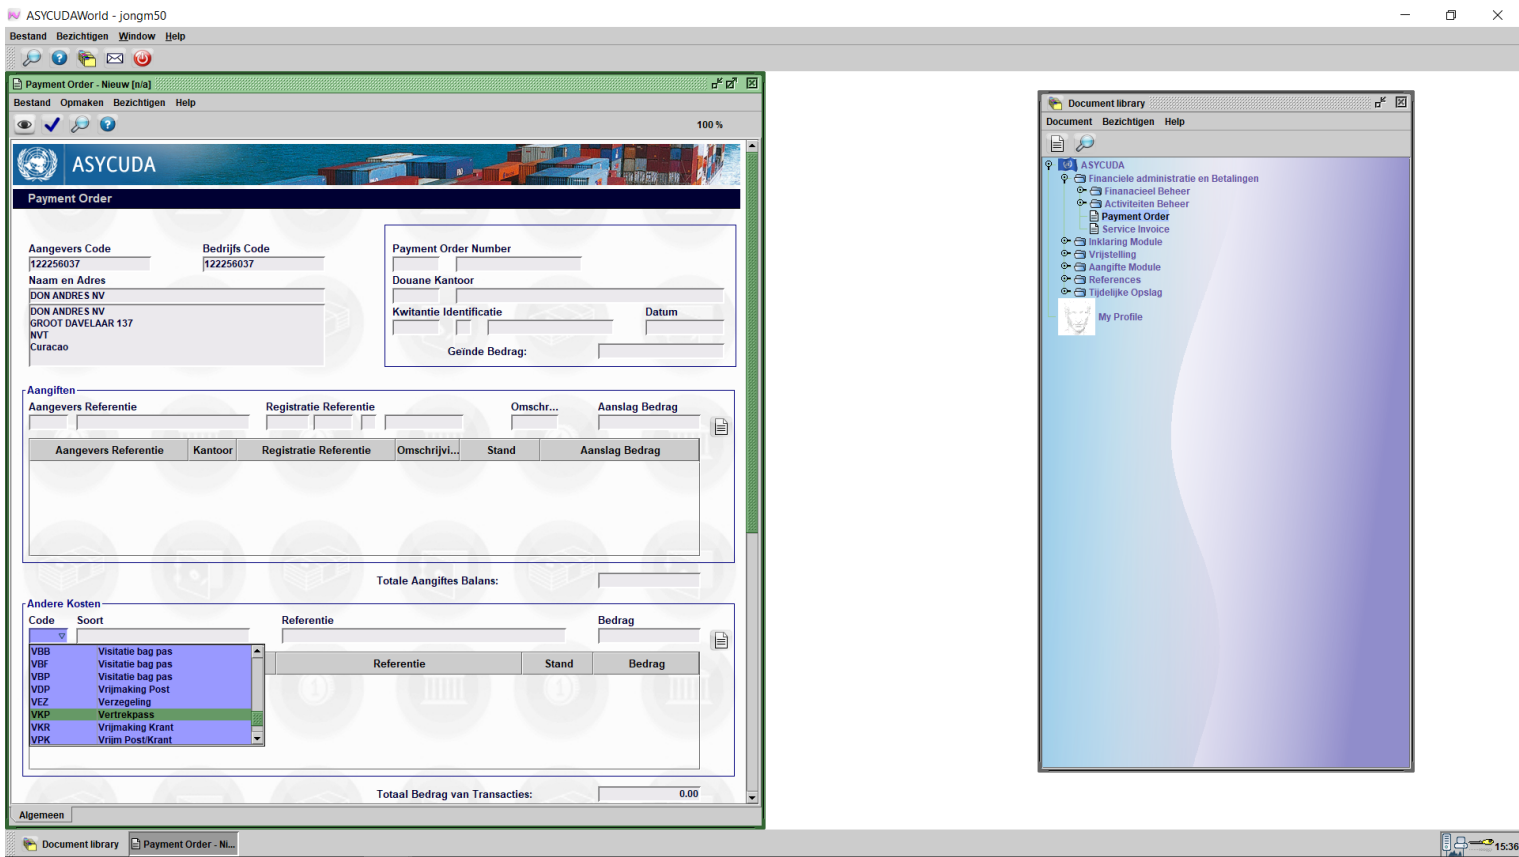 ASYCUDAWorld - jongm50
Bestand Bezichtigen Window Help
Payment Order - Nieuw [n/a]
Bestand Opmaken Bezichtigen Help
100 %
ASYCUDA
Payment Order
Aangevers Code Bedrijfs Code
122256037 122256037
Naam en Adres
DON ANDRES NV
DON ANDRES NV
GROOT DAVELAAR 137
NVT
Curacao
Payment Order Number
Douane Kantoor
Kwitantie Identificatie Datum
Geïnde Bedrag:
Aangiften
Aangevers Referentie Registratie Referentie Omschr... Aanslag Bedrag
Aangevers Referentie Kantoor Registratie Referentie Omschrijvi... Stand Aanslag Bedrag
Totale Aangiftes Balans:
Andere Kosten
Code Soort Referentie Bedrag
Referentie Stand Bedrag
VBB Visitatie bag pas
VBF Visitatie bag pas
VBP Visitatie bag pas
VDP Vrijmaking Post
VEZ Verzegeling
VKP Vertrekpass
VKR Vrijmaking Krant
VPK Vrijm Post/Krant
Totaal Bedrag van Transacties: 0.00
Algemeen
Document library
Document Bezichtigen Help
ASYCUDA
Financiele administratie en Betalingen
Finanacieel Beheer
Activiteiten Beheer
Payment Order
Service Invoice
Inklaring Module
Vrijstelling
Aangifte Module
References
Tijdelijke Opslag
My Profile
Document library Payment Order - Ni...
15:36